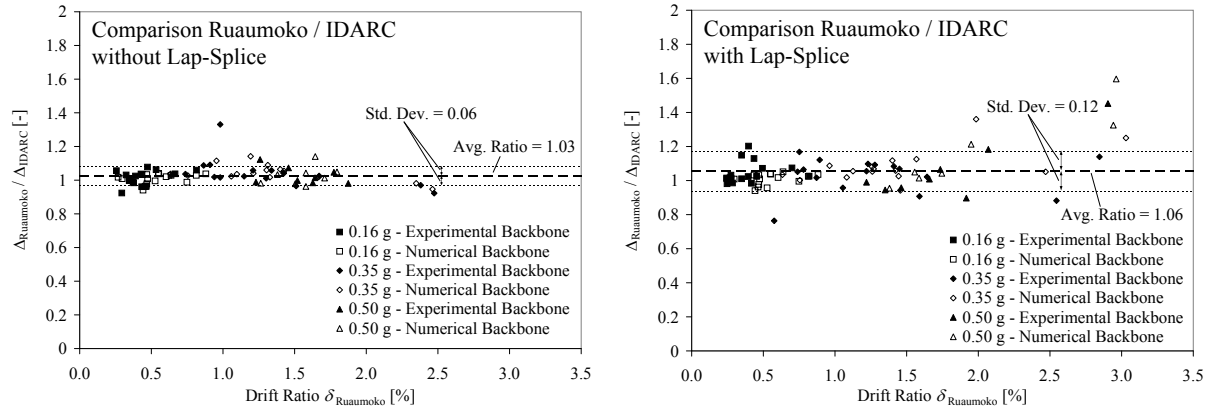 Comparison Ruaumoko / IDARC
without Lap-Splice
Std. Dev. = 0.06
Avg. Ratio = 1.03
0.16 g - Experimental Backbone
0.16 g - Numerical Backbone
0.35 g - Experimental Backbone
0.35 g - Numerical Backbone
0.50 g - Experimental Backbone
0.50 g - Numerical Backbone
2
1.8
1.6
1.4
1.2
1
0.8
0.6
0.4
0.2
0
0.0 0.5 1.0 1.5 2.0 2.5 3.0 3.5
Drift Ratio δRuaumoko [%]
ΔRuaumoko / ΔIDARC [-]
Comparison Ruaumoko / IDARC
with Lap-Splice
Std. Dev. = 0.12
Avg. Ratio = 1.06
0.16 g - Experimental Backbone
0.16 g - Numerical Backbone
0.35 g - Experimental Backbone
0.35 g - Numerical Backbone
0.50 g - Experimental Backbone
0.50 g - Numerical Backbone
2
1.8
1.6
1.4
1.2
1
0.8
0.6
0.4
0.2
0
0.0 0.5 1.0 1.5 2.0 2.5 3.0 3.5
Drift Ratio δRuaumoko [%]
ΔRuaumoko / ΔIDARC [-]